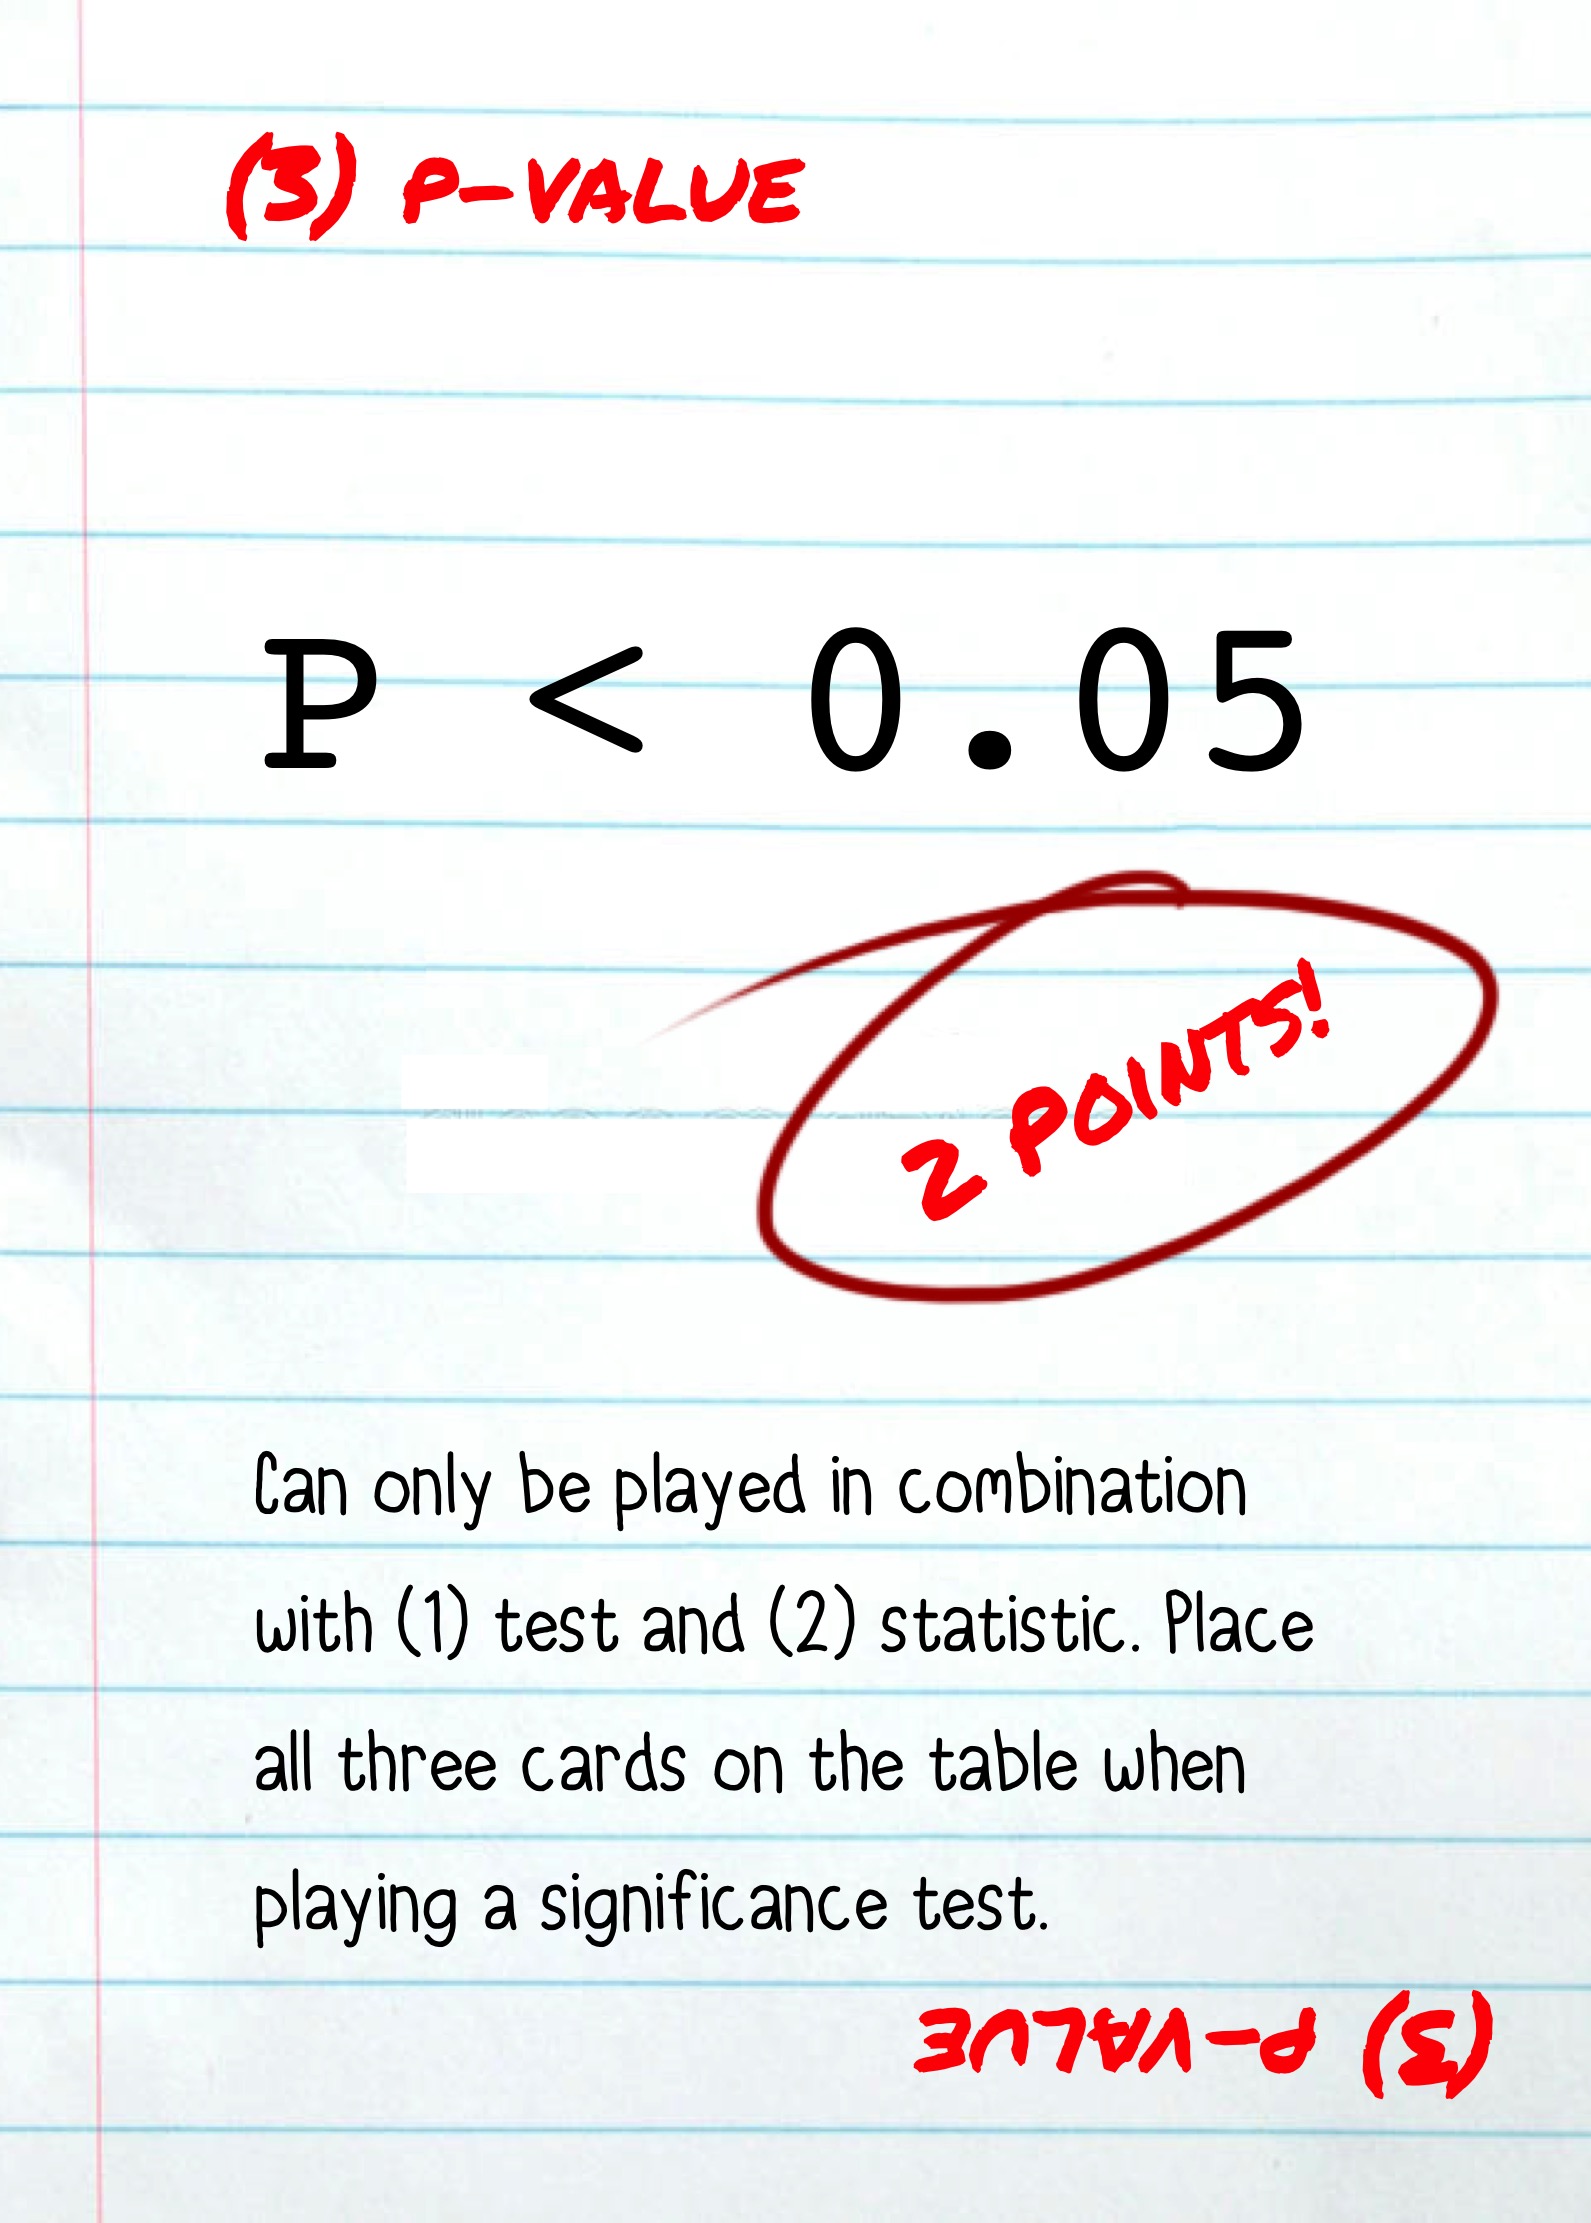 (3) P-VALUE
P < 0.05
2 POINTS!
Can only be played in combination
with (1) test and (2) statistic. Place
all three cards on the table when
playing a significance test.
(3) P-VALUE